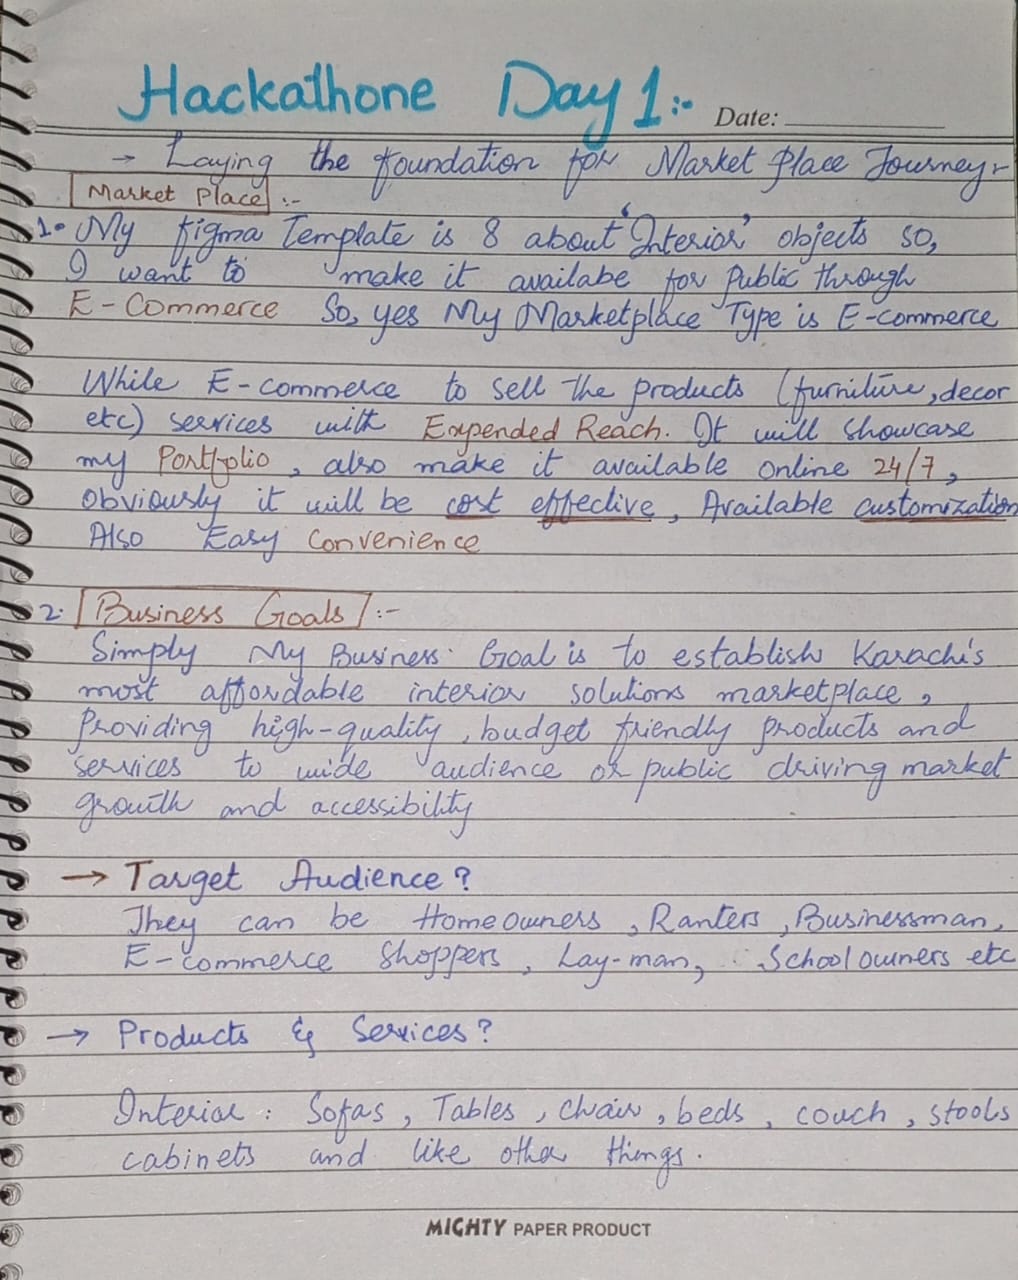 Hackathone Day 1:-
Date:
→ Laying the foundation for Market Place Journey-
Market Place :-
1- My figma Template is 8 about 'Interior' objects so,
I want to make it availabe for Public through
E-Commerce So, yes My Marketplace Type is E-commerce
While E-commerce to sell the products (furniture, decor
etc) services with Expended Reach. It will showcase
my Portfolio, also make it available online 24/7,
obviously it will be cost effective, Available customization
Also Easy Convenience
2. Business Goals :-
Simply My Business Goal is to establish Karachi's
most affordable interior solutions marketplace,
Providing high-quality, budget friendly products and
services to wide audience or public driving market
growth and accessibility
→ Target Audience?
They can be Homeowners, Ranters, Businessman,
E-commerce Shoppers, Lay-man, School owners etc
→ Products & Services?
Interior : Sofas, Tables, chair, beds, couch, stools
cabinets and like other things.
MIGHTY PAPER PRODUCT